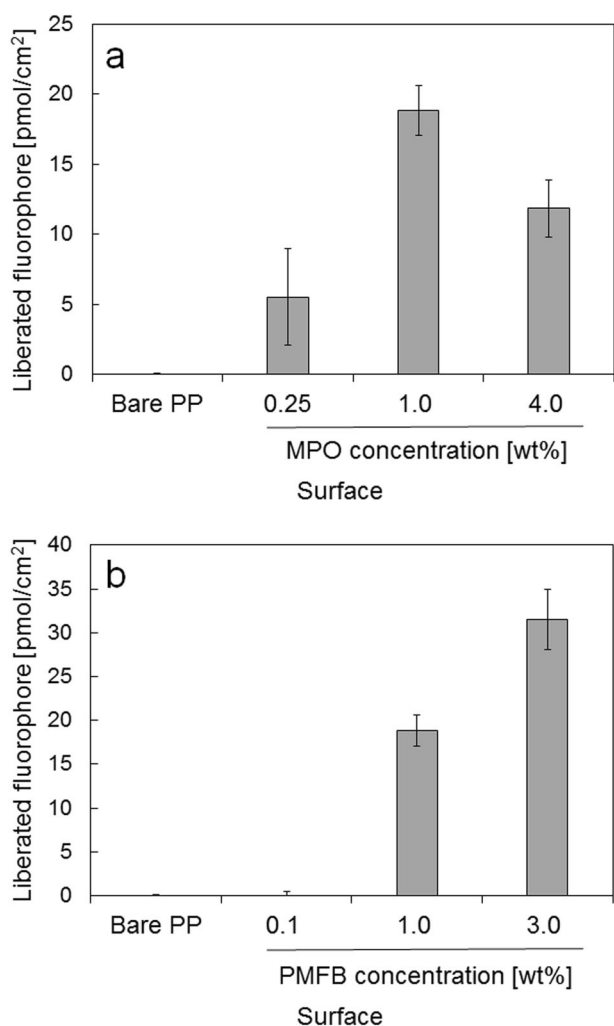 a
Liberated fluorophore [pmol/cm²]
25
20
15
10
5
0
Bare PP 0.25 1.0 4.0
MPO concentration [wt%]
Surface
b
Liberated fluorophore [pmol/cm²]
40
35
30
25
20
15
10
5
0
Bare PP 0.1 1.0 3.0
PMFB concentration [wt%]
Surface